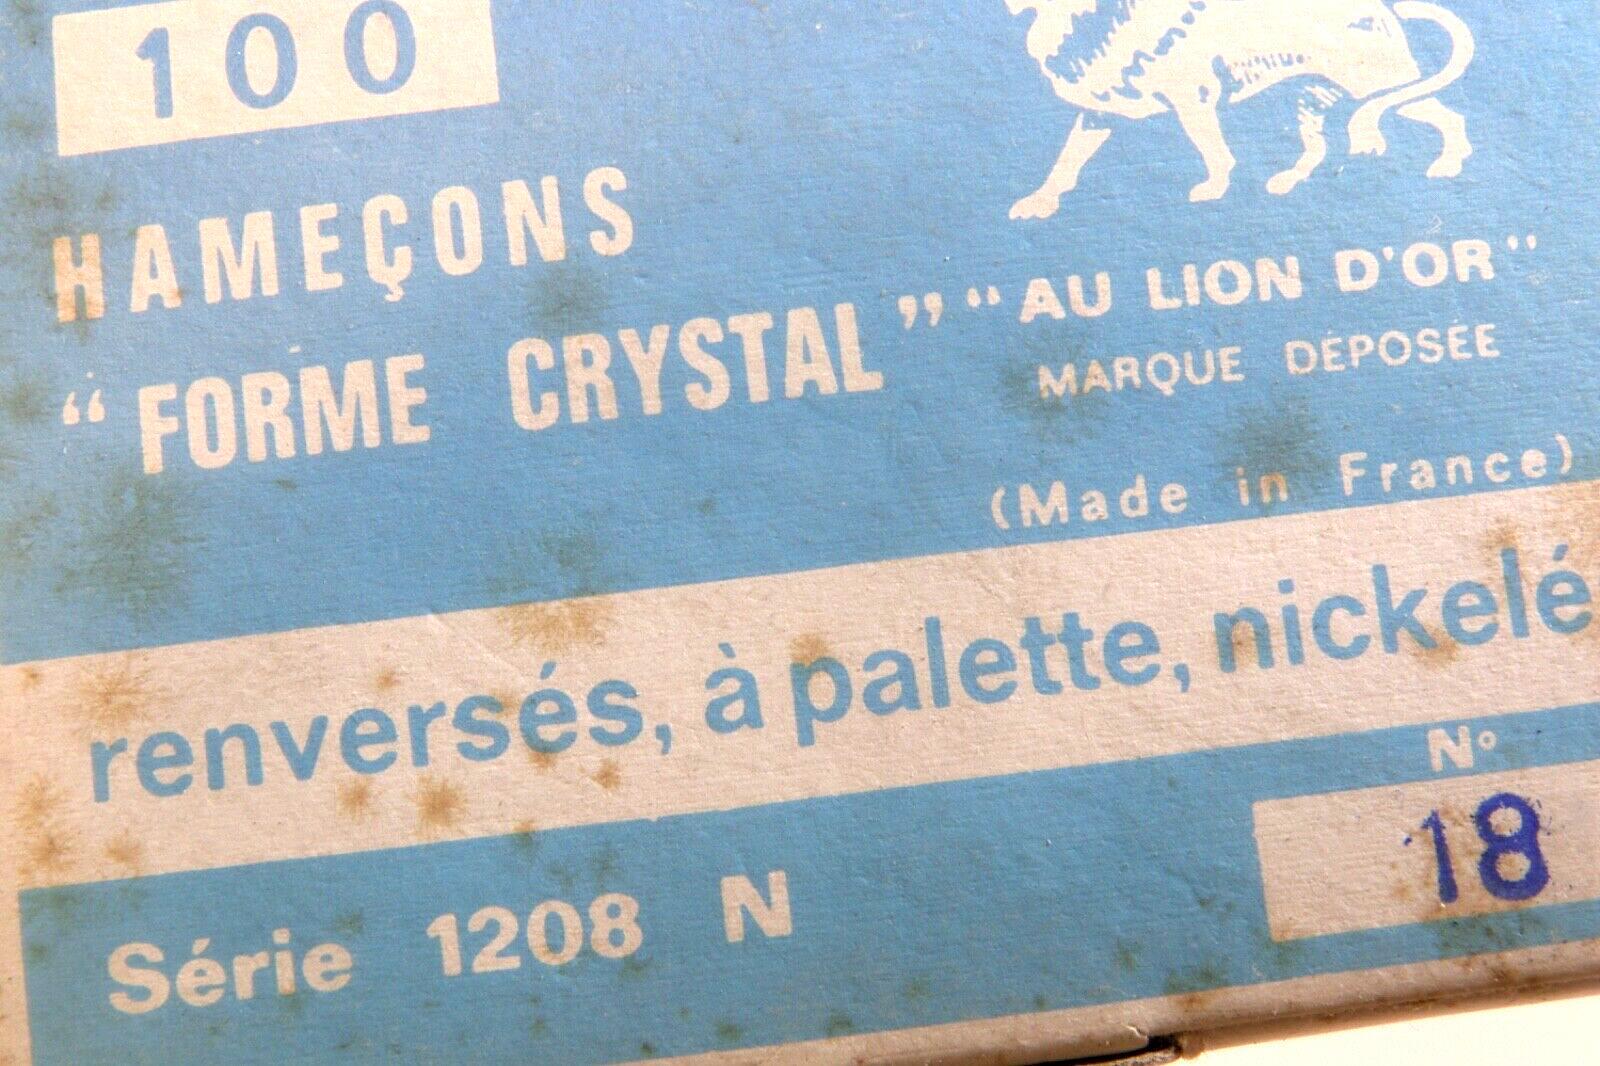 100
HAMEÇONS
“FORME CRYSTAL”
“AU LION D'OR”
MARQUE DÉPOSÉE
(Made in France)
renversés, à palette, nickelé
Série 1208 N
N°
18